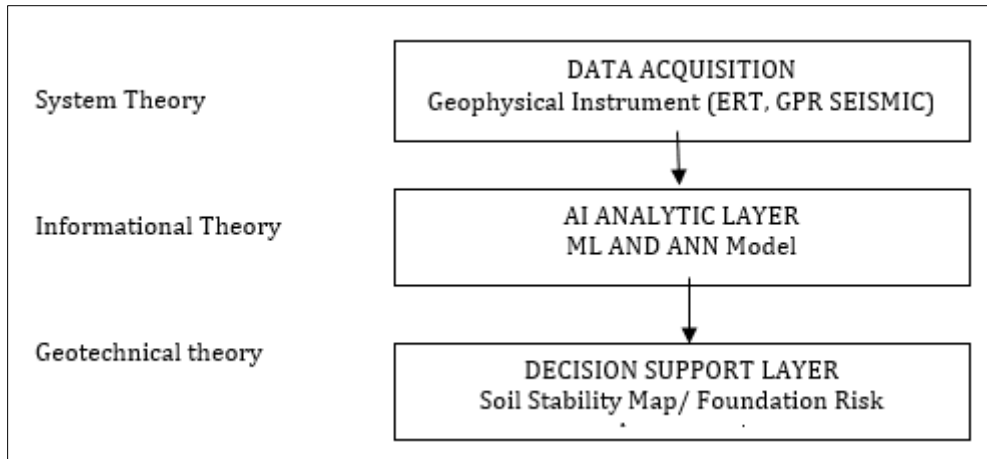 DATA ACQUISITION
System Theory
Geophysical Instrument (ERT, GPR SEISMIC)
Informational Theory
AI ANALYTIC LAYER
ML AND ANN Model
Geotechnical theory
DECISION SUPPORT LAYER
Soil Stability Map/ Foundation Risk